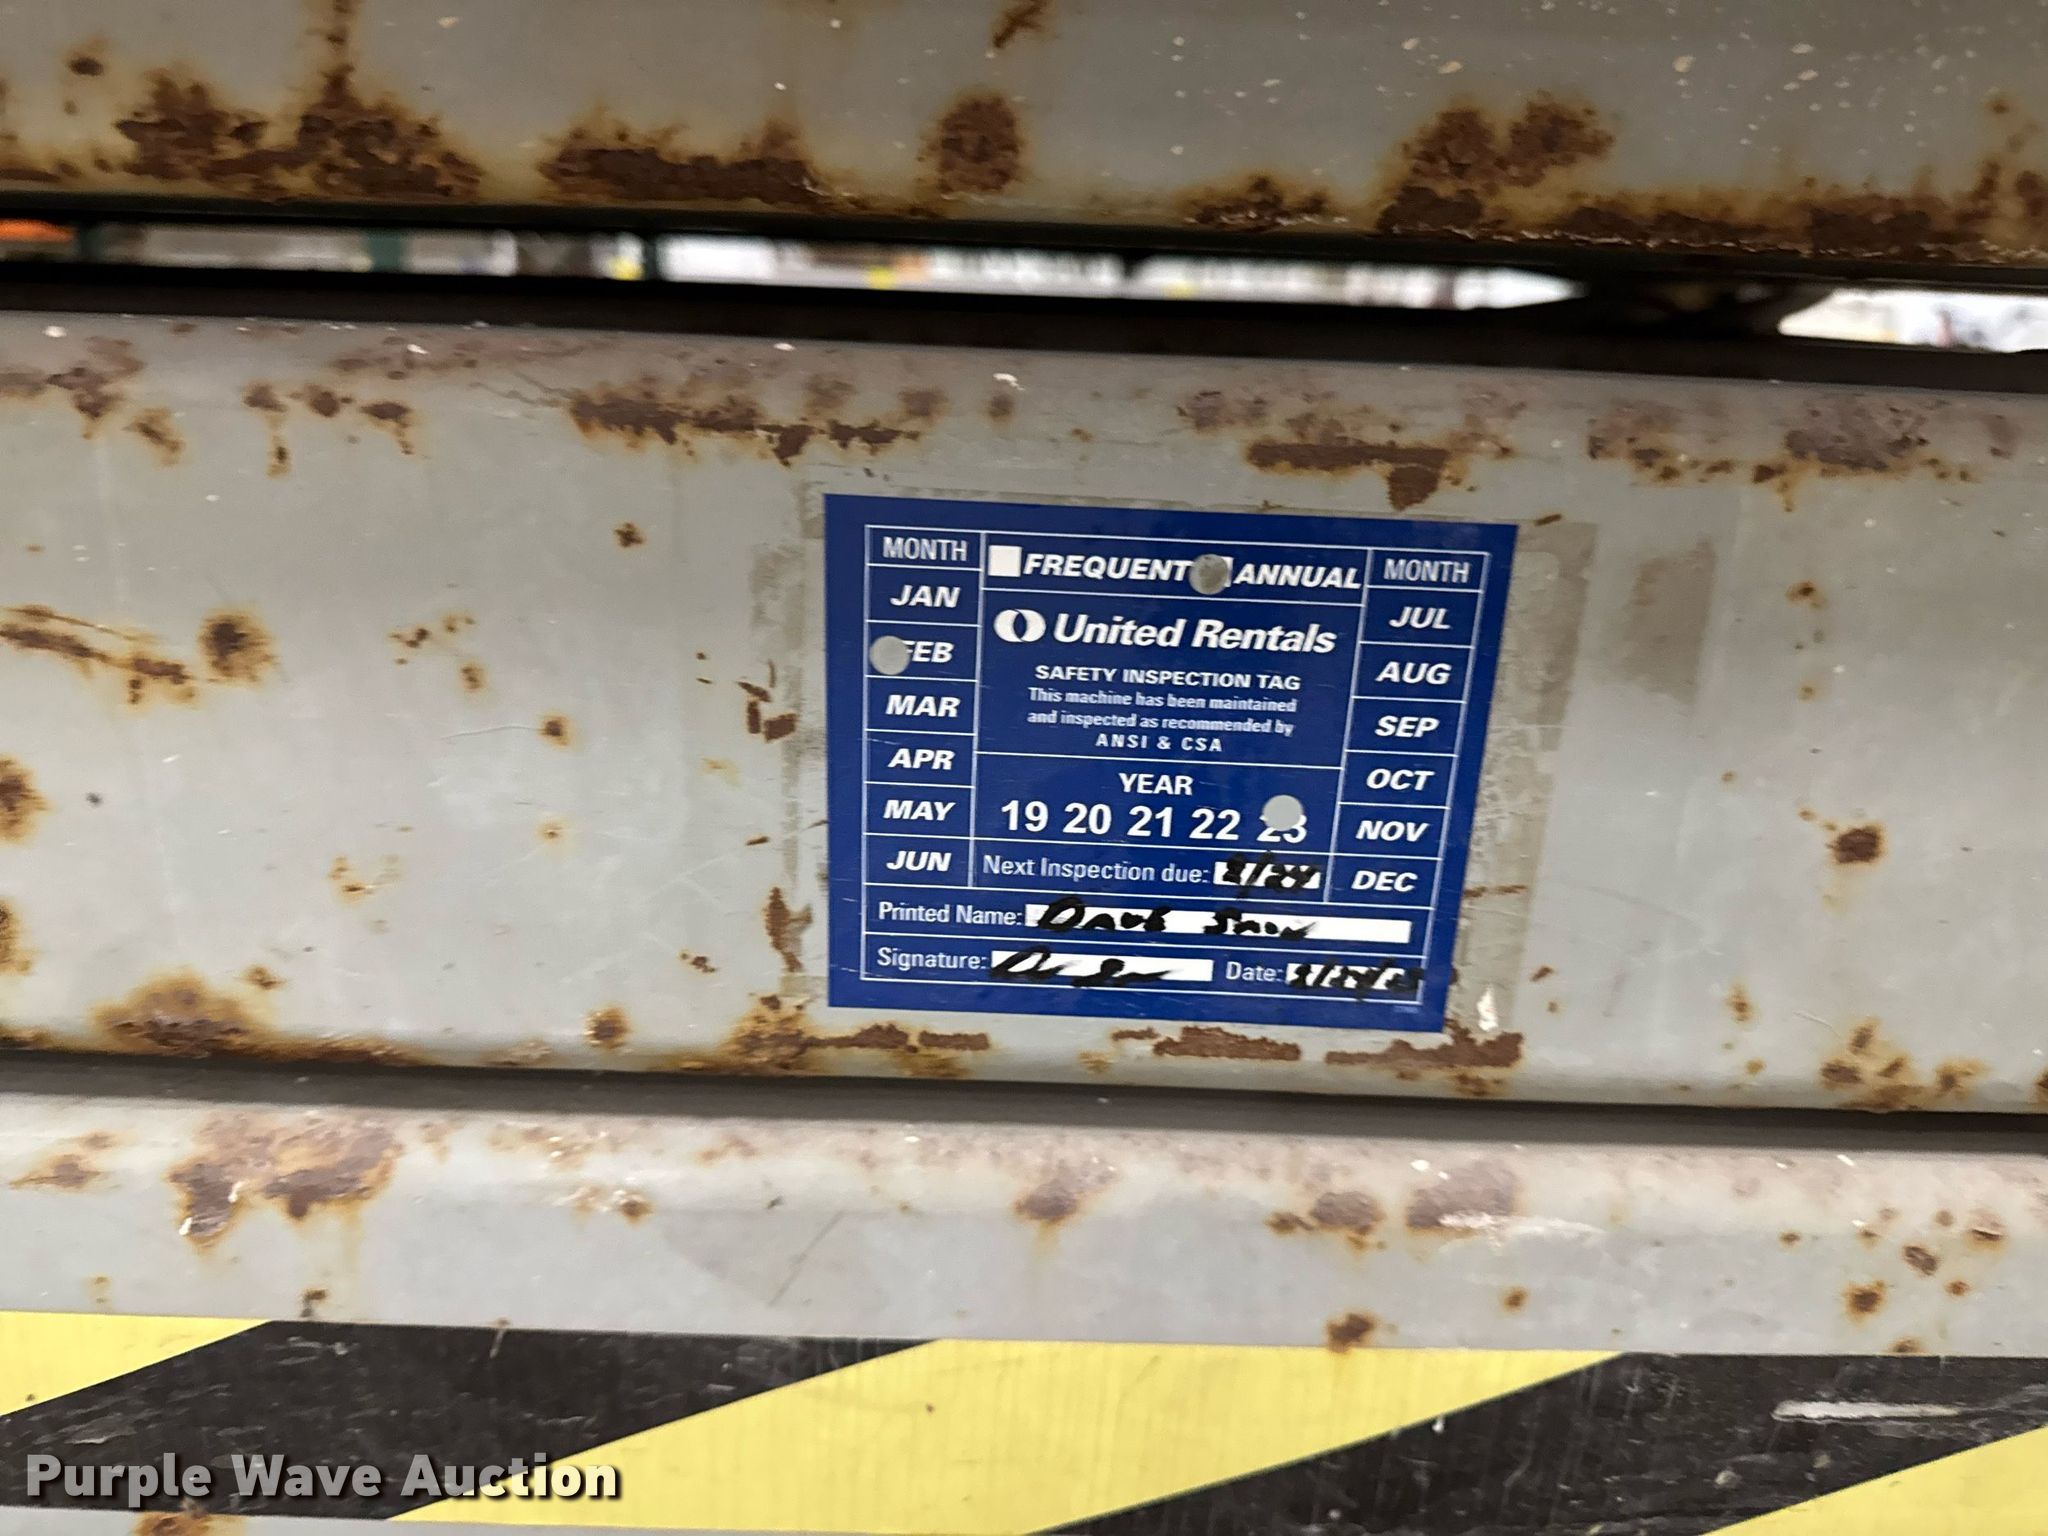 MONTH
JAN
FEB
MAR
APR
MAY
JUN
FREQUENT ANNUAL
United Rentals
SAFETY INSPECTION TAG
This machine has been maintained
and inspected as recommended by
ANSI & CSA
YEAR
19 20 21 22 23
Next Inspection due:
MONTH
JUL
AUG
SEP
OCT
NOV
DEC
Printed Name:
Signature: Date:
Purple Wave Auction